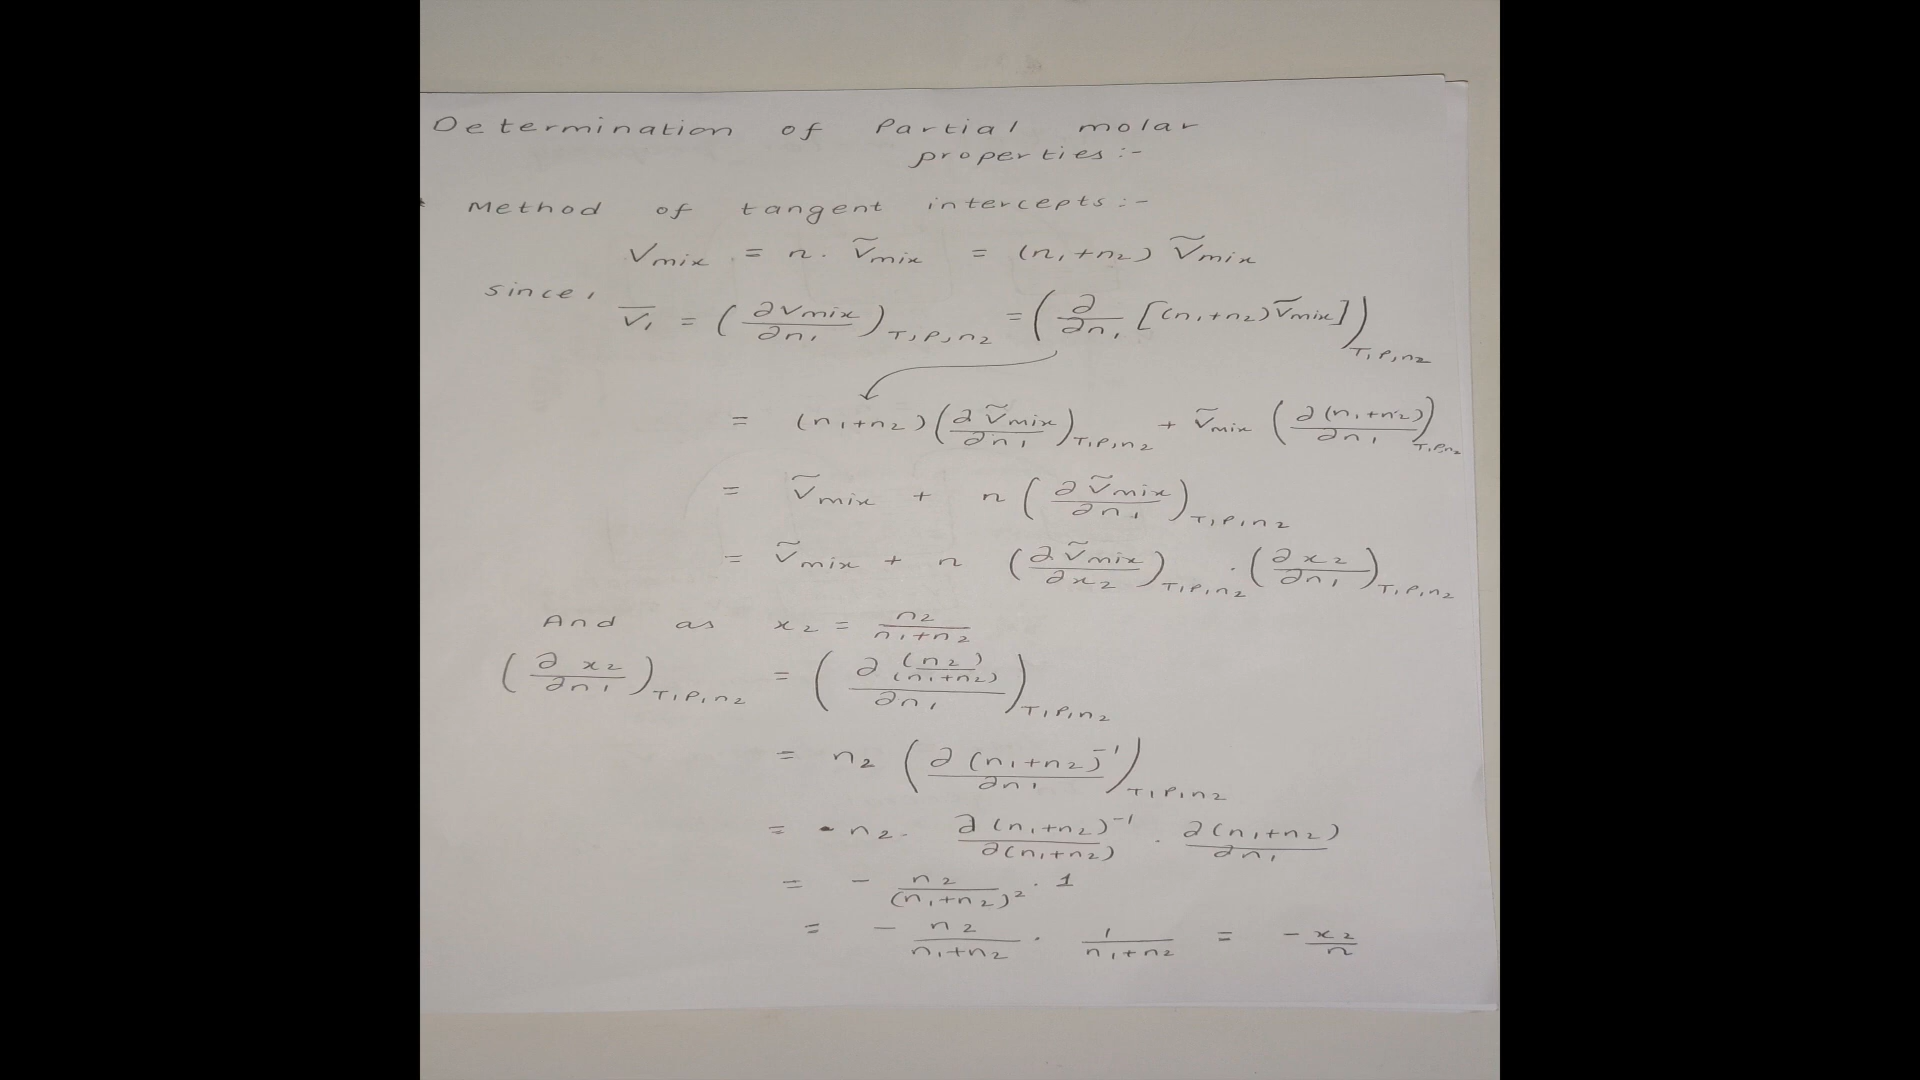 Determination of Partial molar
properties :-
* Method of tangent intercepts :-
Vmix = n. Ṽmix = (n₁+n₂) Ṽmix
since, V̅₁ = (∂Vmix/∂n₁)T,P,n₂ = (∂/∂n₁ [(n₁+n₂)Ṽmix])T,P,n₂
= (n₁+n₂)(∂Ṽmix/∂n₁)T,P,n₂ + Ṽmix (∂(n₁+n₂)/∂n₁)T,P,n₂
= Ṽmix + n (∂Ṽmix/∂n₁)T,P,n₂
= Ṽmix + n (∂Ṽmix/∂x₂)T,P,n₂ . (∂x₂/∂n₁)T,P,n₂
And as x₂ = n₂/n₁+n₂
(∂x₂/∂n₁)T,P,n₂ = (∂ (n₂)/(n₁+n₂) / ∂n₁)T,P,n₂
= n₂ (∂(n₁+n₂)⁻¹/∂n₁)T,P,n₂
= - n₂ . ∂(n₁+n₂)⁻¹/∂(n₁+n₂) . ∂(n₁+n₂)/∂n₁
= - n₂/(n₁+n₂)² . 1
= - n₂/n₁+n₂ . 1/n₁+n₂ = - x₂/n